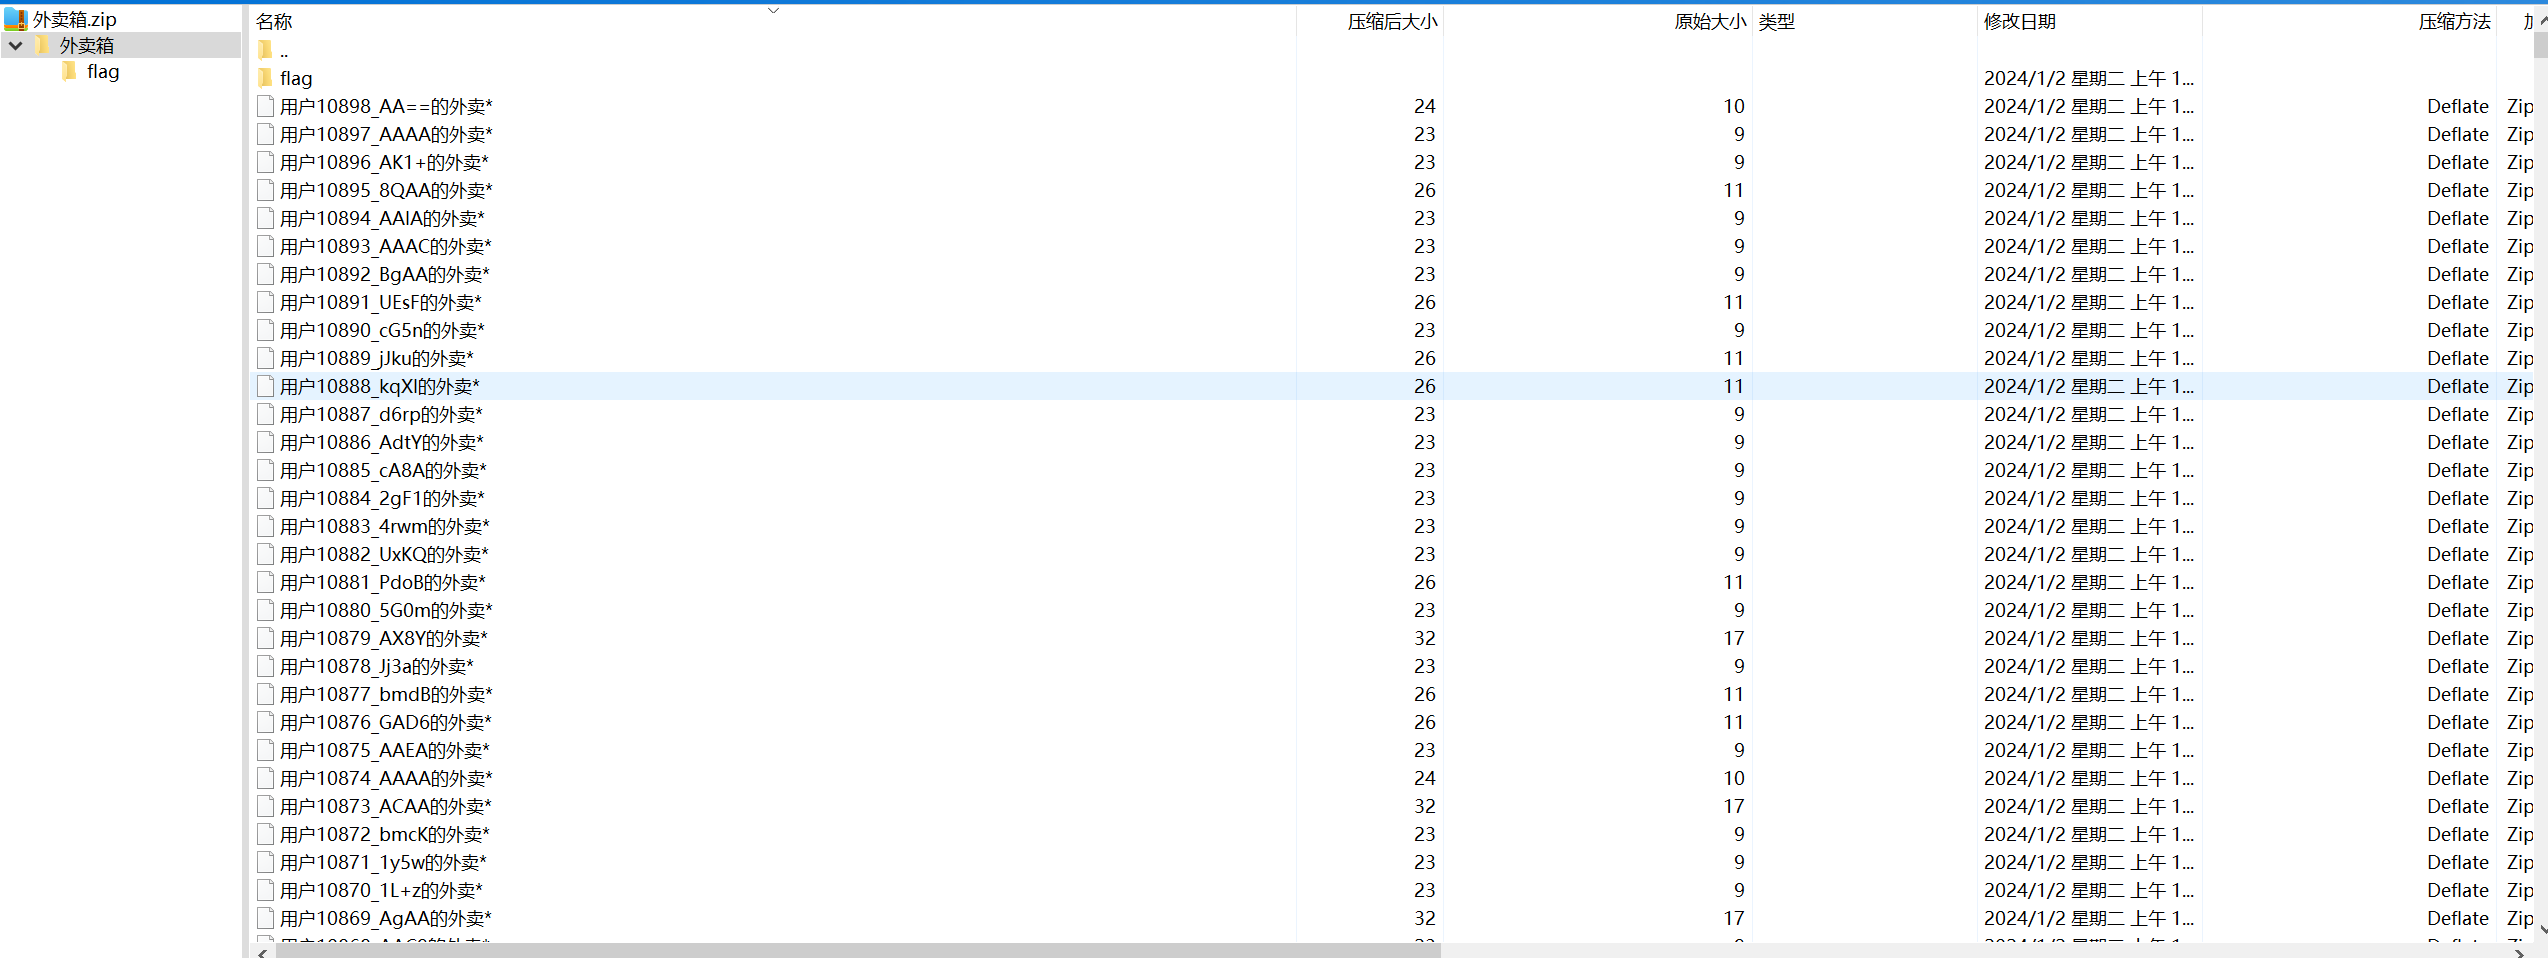 外卖箱.zip
外卖箱
flag
名称 压缩后大小 原始大小 类型 修改日期 压缩方法
..
flag 2024/1/2 星期二 上午 1...
用户10898_AA==的外卖* 24 10 2024/1/2 星期二 上午 1... Deflate Zip
用户10897_AAAA的外卖* 23 9 2024/1/2 星期二 上午 1... Deflate Zip
用户10896_AK1+的外卖* 23 9 2024/1/2 星期二 上午 1... Deflate Zip
用户10895_8QAA的外卖* 26 11 2024/1/2 星期二 上午 1... Deflate Zip
用户10894_AAIA的外卖* 23 9 2024/1/2 星期二 上午 1... Deflate Zip
用户10893_AAAC的外卖* 23 9 2024/1/2 星期二 上午 1... Deflate Zip
用户10892_BgAA的外卖* 23 9 2024/1/2 星期二 上午 1... Deflate Zip
用户10891_UEsF的外卖* 26 11 2024/1/2 星期二 上午 1... Deflate Zip
用户10890_cG5n的外卖* 23 9 2024/1/2 星期二 上午 1... Deflate Zip
用户10889_jJku的外卖* 26 11 2024/1/2 星期二 上午 1... Deflate Zip
用户10888_kqXl的外卖* 26 11 2024/1/2 星期二 上午 1... Deflate Zip
用户10887_d6rp的外卖* 23 9 2024/1/2 星期二 上午 1... Deflate Zip
用户10886_AdtY的外卖* 23 9 2024/1/2 星期二 上午 1... Deflate Zip
用户10885_cA8A的外卖* 23 9 2024/1/2 星期二 上午 1... Deflate Zip
用户10884_2gF1的外卖* 23 9 2024/1/2 星期二 上午 1... Deflate Zip
用户10883_4rwm的外卖* 23 9 2024/1/2 星期二 上午 1... Deflate Zip
用户10882_UxKQ的外卖* 23 9 2024/1/2 星期二 上午 1... Deflate Zip
用户10881_PdoB的外卖* 26 11 2024/1/2 星期二 上午 1... Deflate Zip
用户10880_5G0m的外卖* 23 9 2024/1/2 星期二 上午 1... Deflate Zip
用户10879_AX8Y的外卖* 32 17 2024/1/2 星期二 上午 1... Deflate Zip
用户10878_Jj3a的外卖* 23 9 2024/1/2 星期二 上午 1... Deflate Zip
用户10877_bmdB的外卖* 26 11 2024/1/2 星期二 上午 1... Deflate Zip
用户10876_GAD6的外卖* 26 11 2024/1/2 星期二 上午 1... Deflate Zip
用户10875_AAEA的外卖* 23 9 2024/1/2 星期二 上午 1... Deflate Zip
用户10874_AAAA的外卖* 24 10 2024/1/2 星期二 上午 1... Deflate Zip
用户10873_ACAA的外卖* 32 17 2024/1/2 星期二 上午 1... Deflate Zip
用户10872_bmcK的外卖* 23 9 2024/1/2 星期二 上午 1... Deflate Zip
用户10871_1y5w的外卖* 23 9 2024/1/2 星期二 上午 1... Deflate Zip
用户10870_1L+z的外卖* 23 9 2024/1/2 星期二 上午 1... Deflate Zip
用户10869_AgAA的外卖* 32 17 2024/1/2 星期二 上午 1... Deflate Zip